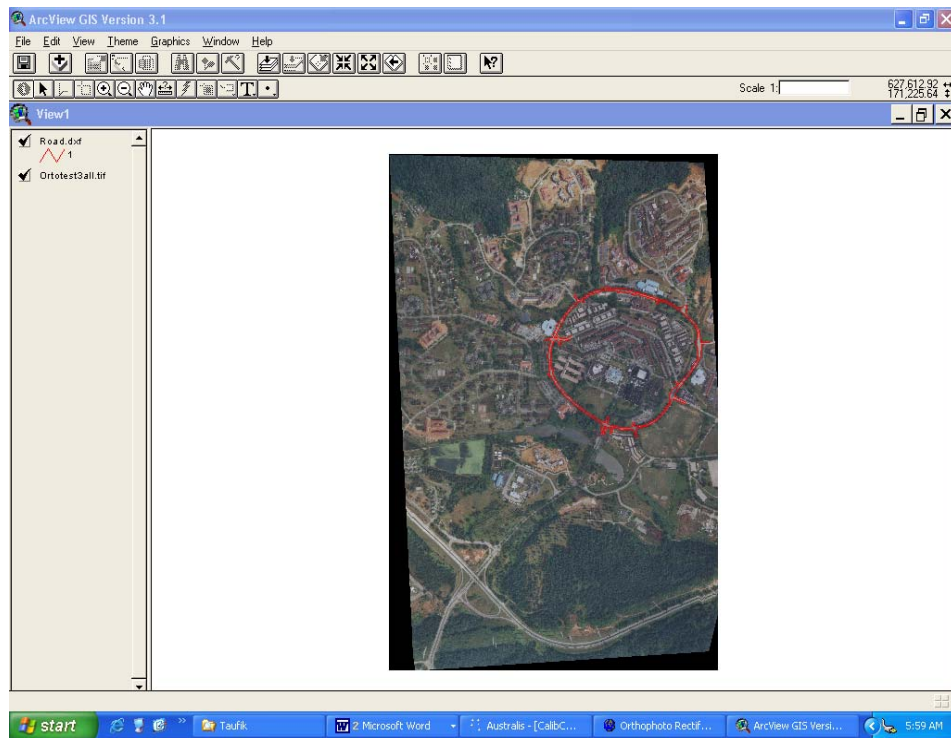 ArcView GIS Version 3.1
File Edit View Theme Graphics Window Help
Scale 1:
627,612.92
171,225.64
View1
Road.dxf
1
Ortotest3all.tif
start
Taufik
2 Microsoft Word
Australis - [CalibC...
Orthophoto Rectif...
ArcView GIS Versi...
5:59 AM